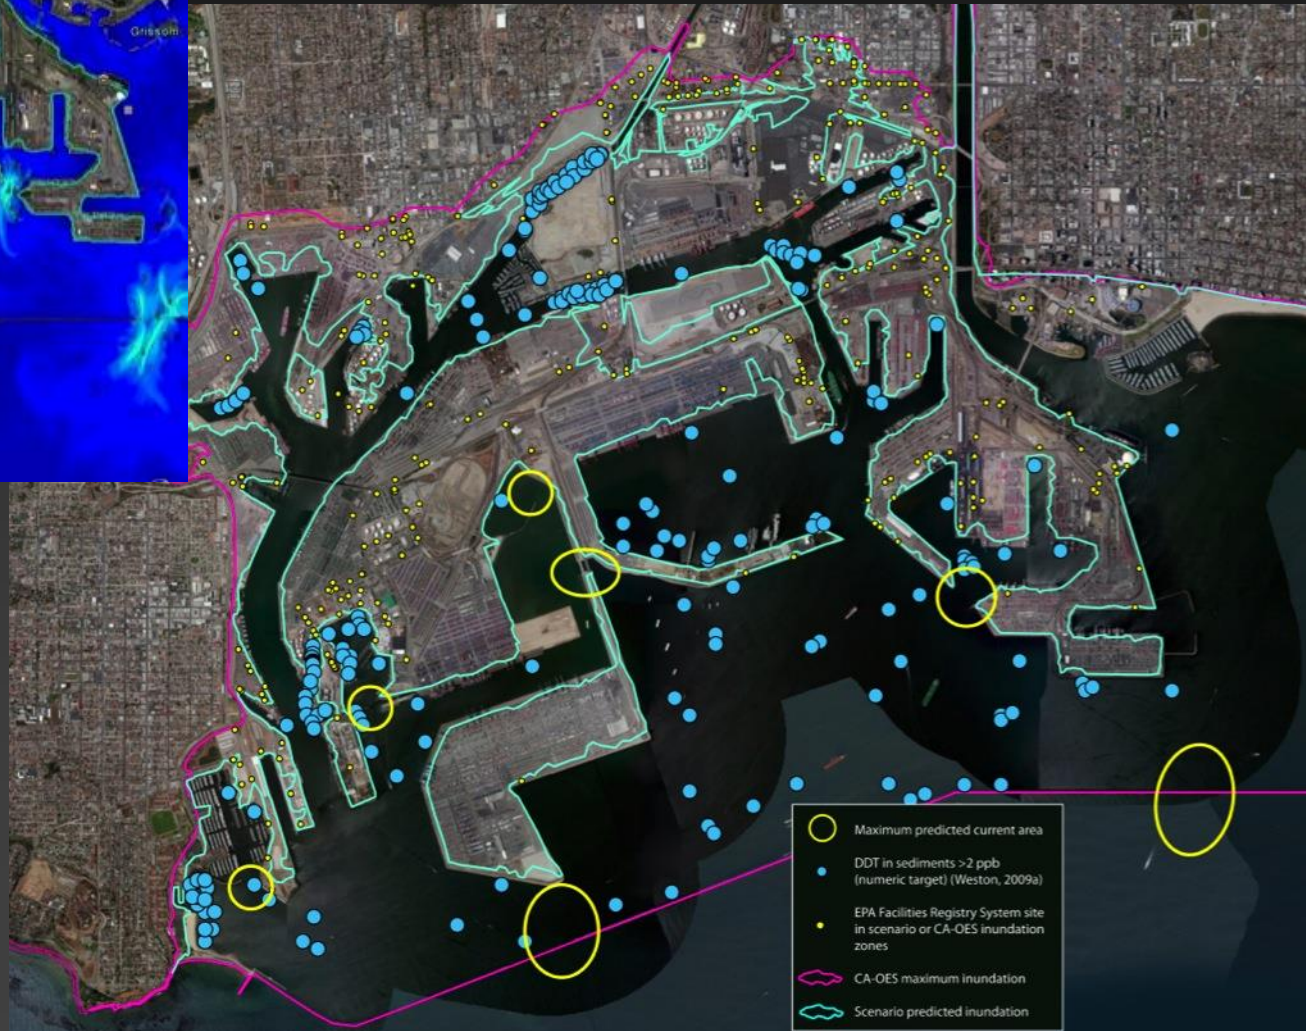 Grissom
Maximum predicted current area
DDT in sediments >2 ppb
(numeric target) (Weston, 2009a)
EPA Facilities Registry System site
in scenario or CA-OES inundation
zones
CA-OES maximum inundation
Scenario predicted inundation